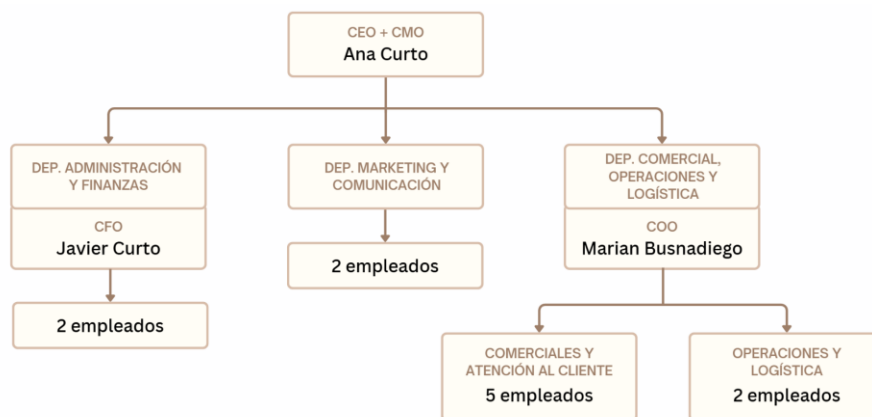 CEO + CMO
Ana Curto
DEP. ADMINISTRACIÓN
Y FINANZAS
CFO
Javier Curto
2 empleados
DEP. MARKETING Y
COMUNICACIÓN
2 empleados
DEP. COMERCIAL,
OPERACIONES Y
LOGÍSTICA
COO
Marian Busnadiego
COMERCIALES Y
ATENCIÓN AL CLIENTE
5 empleados
OPERACIONES Y
LOGÍSTICA
2 empleados